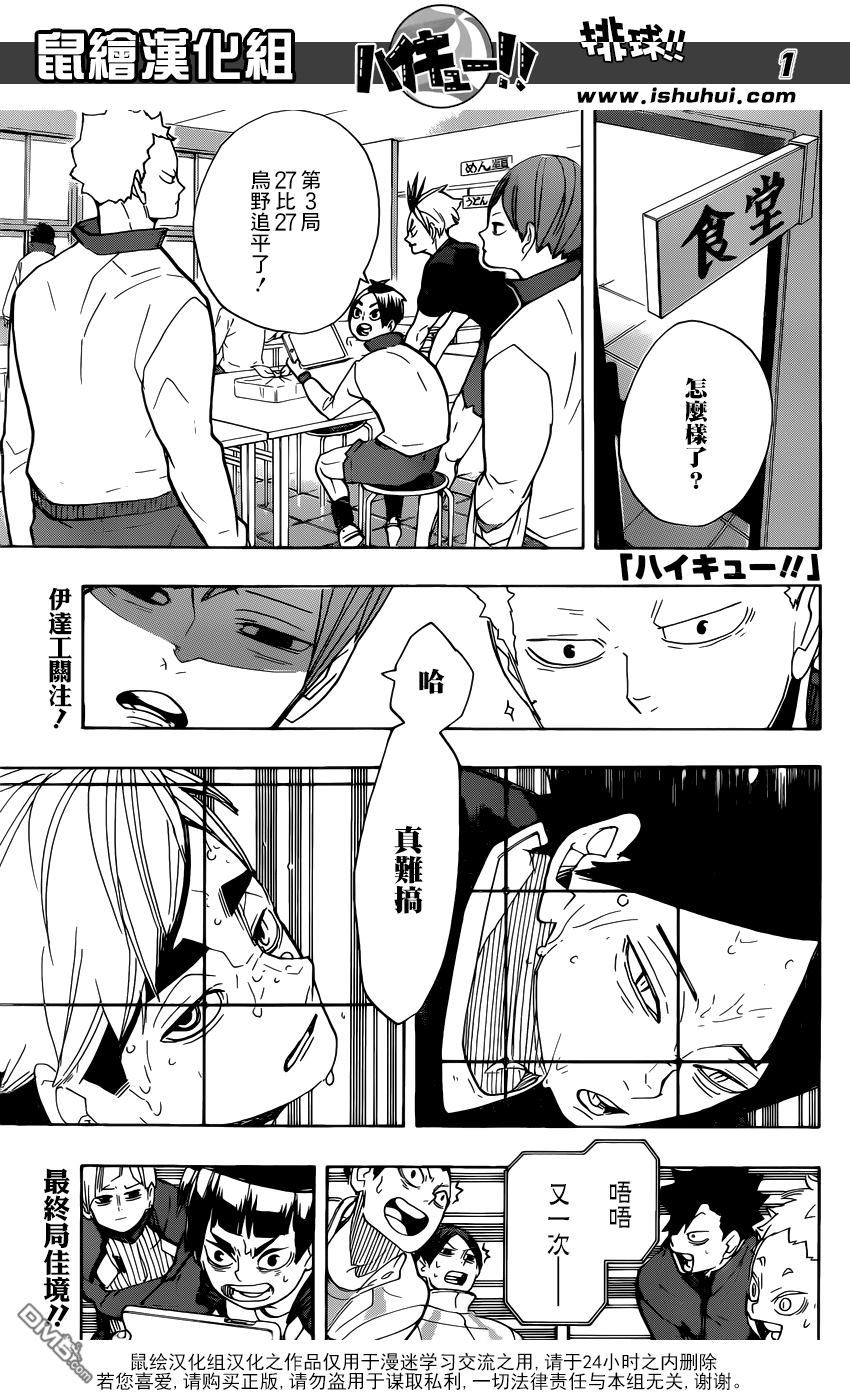 鼠繪漢化組
ハイキュー!!
排球!!
1
www.ishuhui.com
食堂
怎麼樣了?
めん類
うどん
第3局
27比27
烏野追平了!
「ハイキュー!!」
伊達工關注!
哈
真難搞
唔唔
又一次——
最終局佳境!!
DM5.com
鼠绘汉化组汉化之作品仅用于漫迷学习交流之用, 请于24小时之内删除
若您喜爱, 请购买正版, 请勿盗用于谋取私利, 一切法律责任与本组无关, 谢谢.